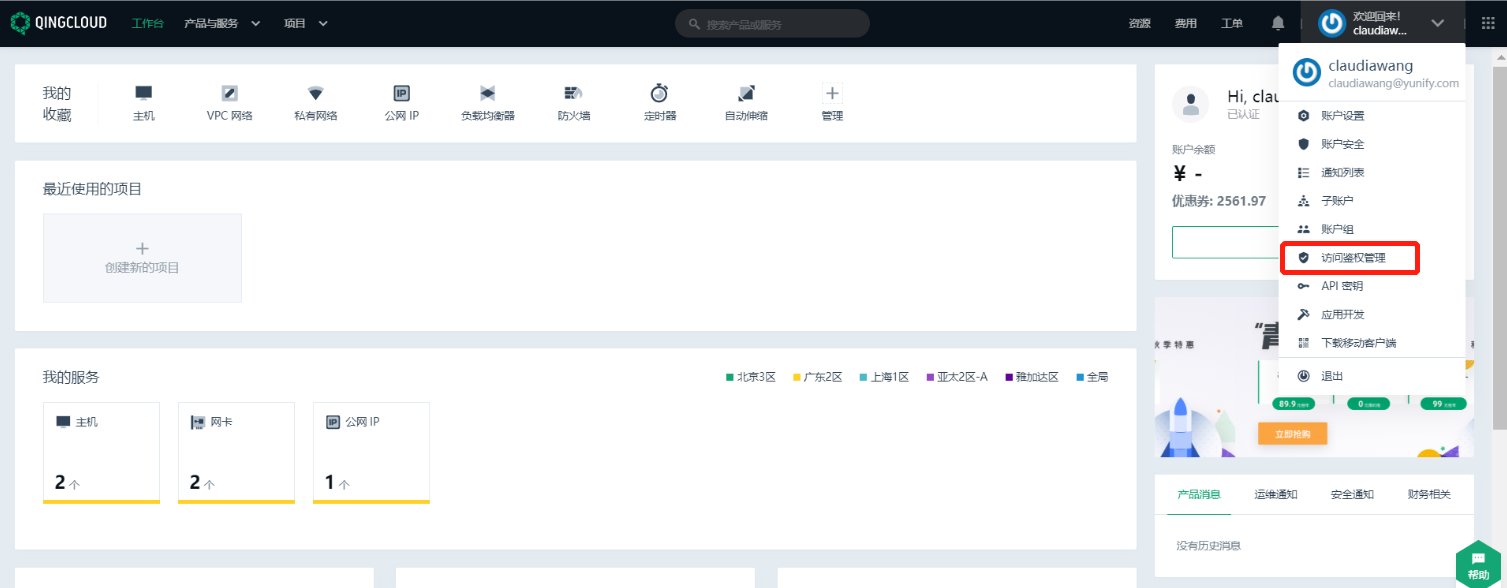 QINGCLOUD 工作台 产品与服务 项目 搜索产品或服务 资源 费用 工单 欢迎回来!
claudiaw...
claudiawang
claudiawang@yunify.com
账户设置
账户安全
通知列表
子账户
账户组
访问鉴权管理
API 密钥
应用开发
下载移动客户端
退出
我的
收藏
主机 VPC 网络 私有网络 公网 IP 负载均衡器 防火墙 定时器 自动伸缩 管理
Hi, clau
已认证
账户余额
¥ -
优惠券: 2561.97
最近使用的项目
创建新的项目
我的服务
北京3区 广东2区 上海1区 亚太2区-A 雅加达区 全局
主机
2 个
网卡
2 个
IP 公网 IP
1 个
秋季特惠
"青
89.9 0 99
立即抢购
产品消息 运维通知 安全通知 财务相关
没有历史消息
帮助